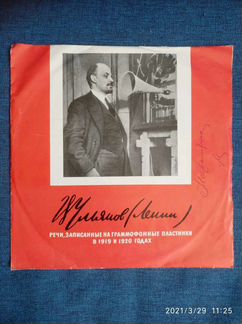 В Ульянов (Ленин)
РЕЧИ, ЗАПИСАННЫЕ НА ГРАММОФОННЫЕ ПЛАСТИНКИ
В 1919 И 1920 ГОДАХ
2021/3/29 11:25